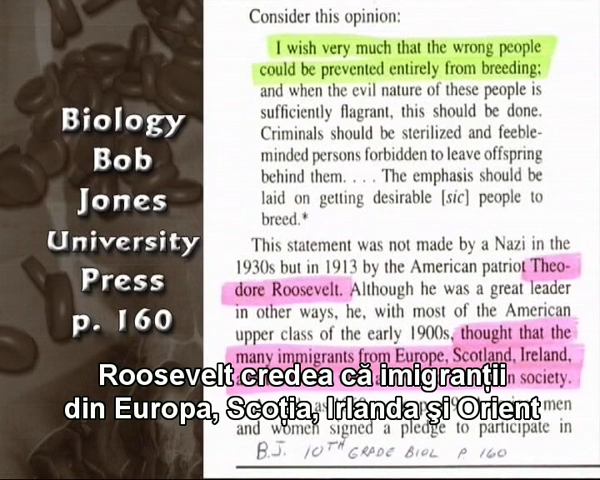 Biology
Bob
Jones
University
Press
p. 160
Consider this opinion:
I wish very much that the wrong people
could be prevented entirely from breeding;
and when the evil nature of these people is
sufficiently flagrant, this should be done.
Criminals should be sterilized and feeble-
minded persons forbidden to leave offspring
behind them. . . . The emphasis should be
laid on getting desirable [sic] people to
breed.*
This statement was not made by a Nazi in the
1930s but in 1913 by the American patriot Theo-
dore Roosevelt. Although he was a great leader
in other ways, he, with most of the American
upper class of the early 1900s, thought that the
many immigrants from Europe, Scotland, Ireland,
n society.
men
and women signed a pledge to participate in
B.J. 10TH GRADE BIOL P 160
Roosevelt credea că imigranţii
din Europa, Scoţia, Irlanda şi Orient